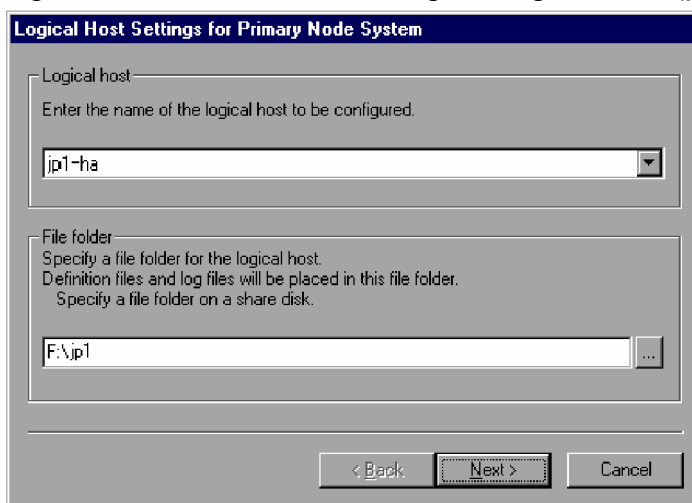 Logical Host Settings for Primary Node System
Logical host
Enter the name of the logical host to be configured.
jp1-ha
File folder
Specify a file folder for the logical host.
Definition files and log files will be placed in this file folder.
Specify a file folder on a share disk.
F:\jp1
...
< Back
Next >
Cancel